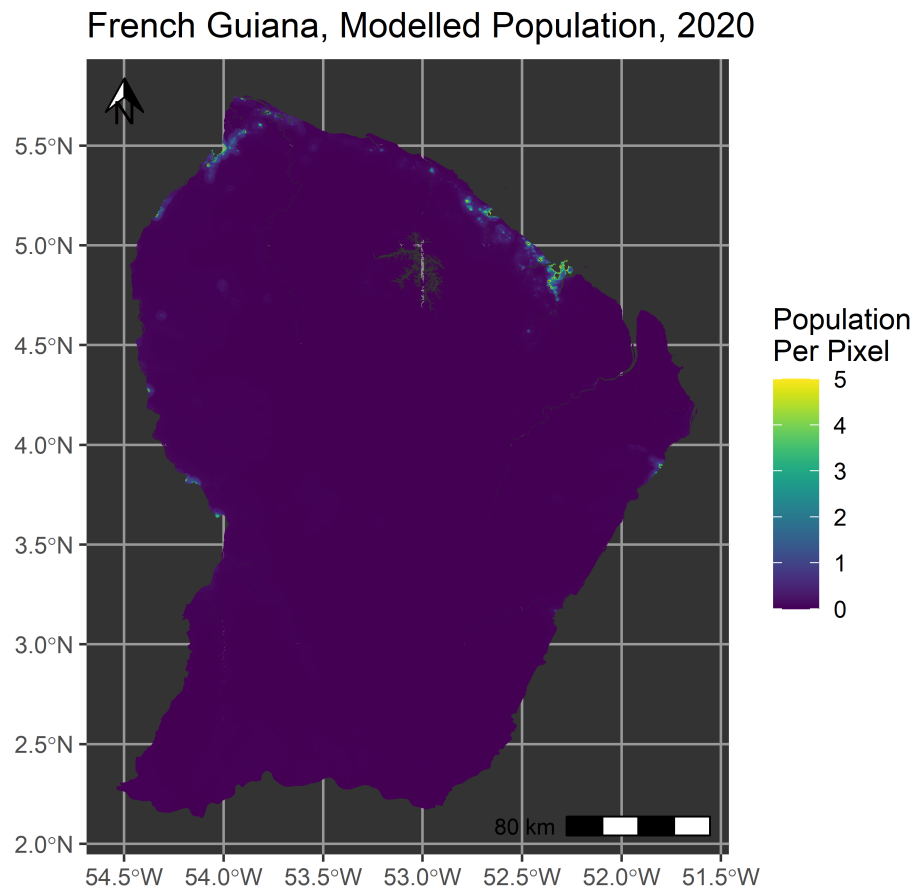 French Guiana, Modelled Population, 2020
N
5.5°N
5.0°N
4.5°N
4.0°N
3.5°N
3.0°N
2.5°N
2.0°N
80 km
54.5°W 54.0°W 53.5°W 53.0°W 52.5°W 52.0°W 51.5°W
Population
Per Pixel
5
4
3
2
1
0